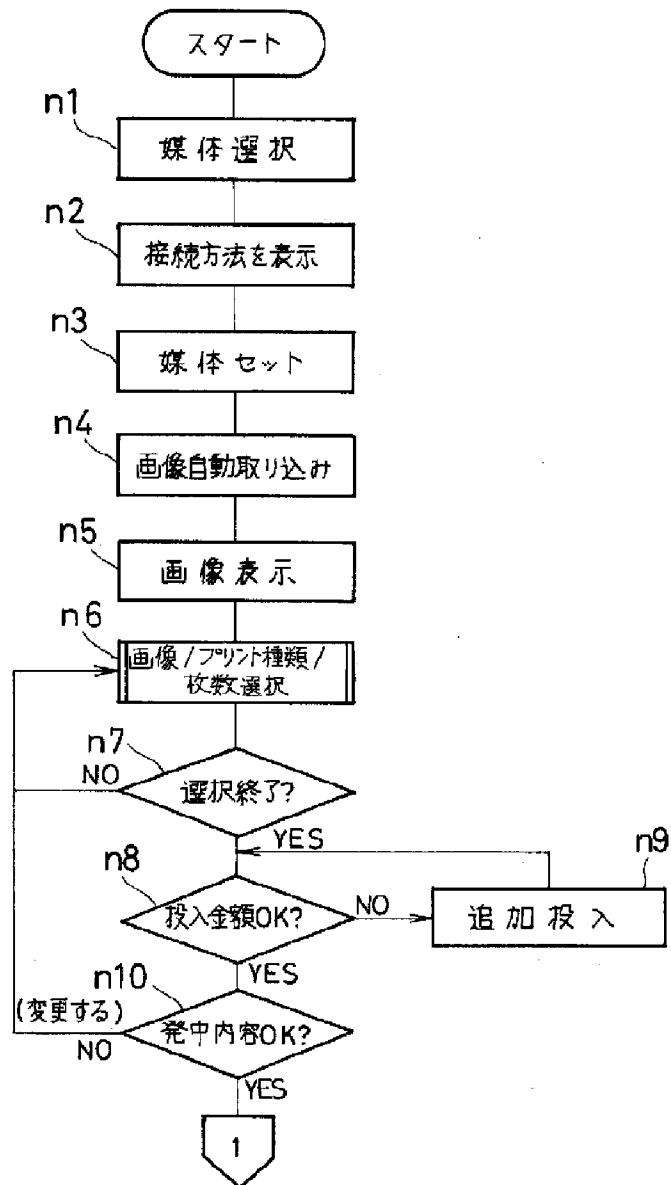 スタート
n1
媒体選択
n2
接続方法を表示
n3
媒体セット
n4
画像自動取り込み
n5
画像表示
n6
画像/プリント種類/
枚数選択
n7
NO
選択終了?
YES
n8
投入金額OK?
NO
n9
追加投入
YES
n10
(変更する)
NO
発中内容OK?
YES
1